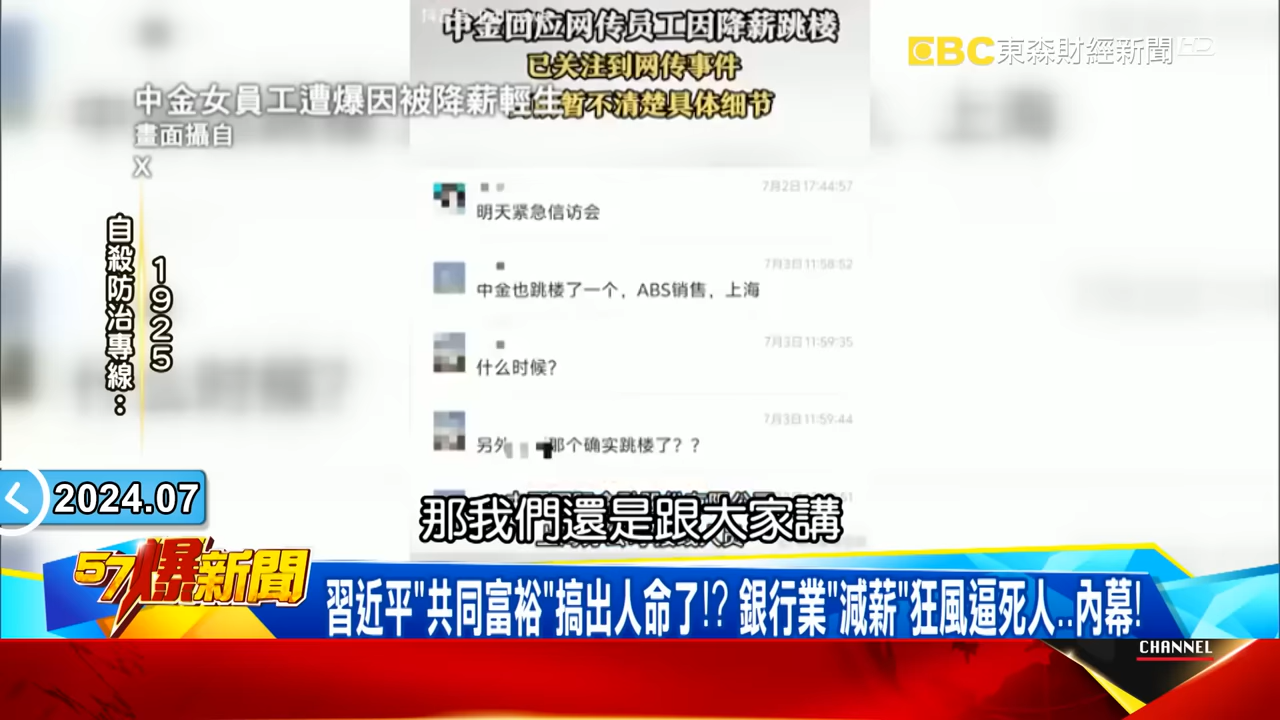 中金回应网传员工因降薪跳楼
已关注到网传事件
暂不清楚具体细节
EBC 東森財經新聞 HD
中金女員工遭爆因被降薪輕生
畫面攝自
X
自殺防治專線：
1925
7月2日17:44:57
明天紧急信访会
7月3日11:58:52
中金也跳楼了一个，ABS销售，上海
7月3日11:59:35
什么时候？
7月3日11:59:44
另外 那个确实跳楼了？？
那我們還是跟大家講
2024.07
57爆新聞
習近平"共同富裕"搞出人命了!? 銀行業"減薪"狂風逼死人..內幕!
CHANNEL